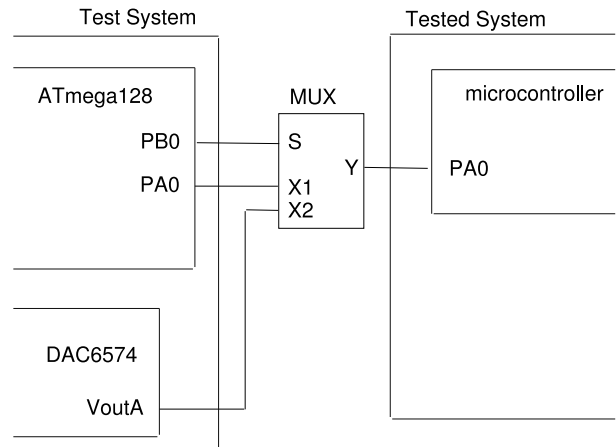 Test System
Tested System
ATmega128
MUX
microcontroller
PB0
S
Y
PA0
PA0
X1
X2
DAC6574
VoutA